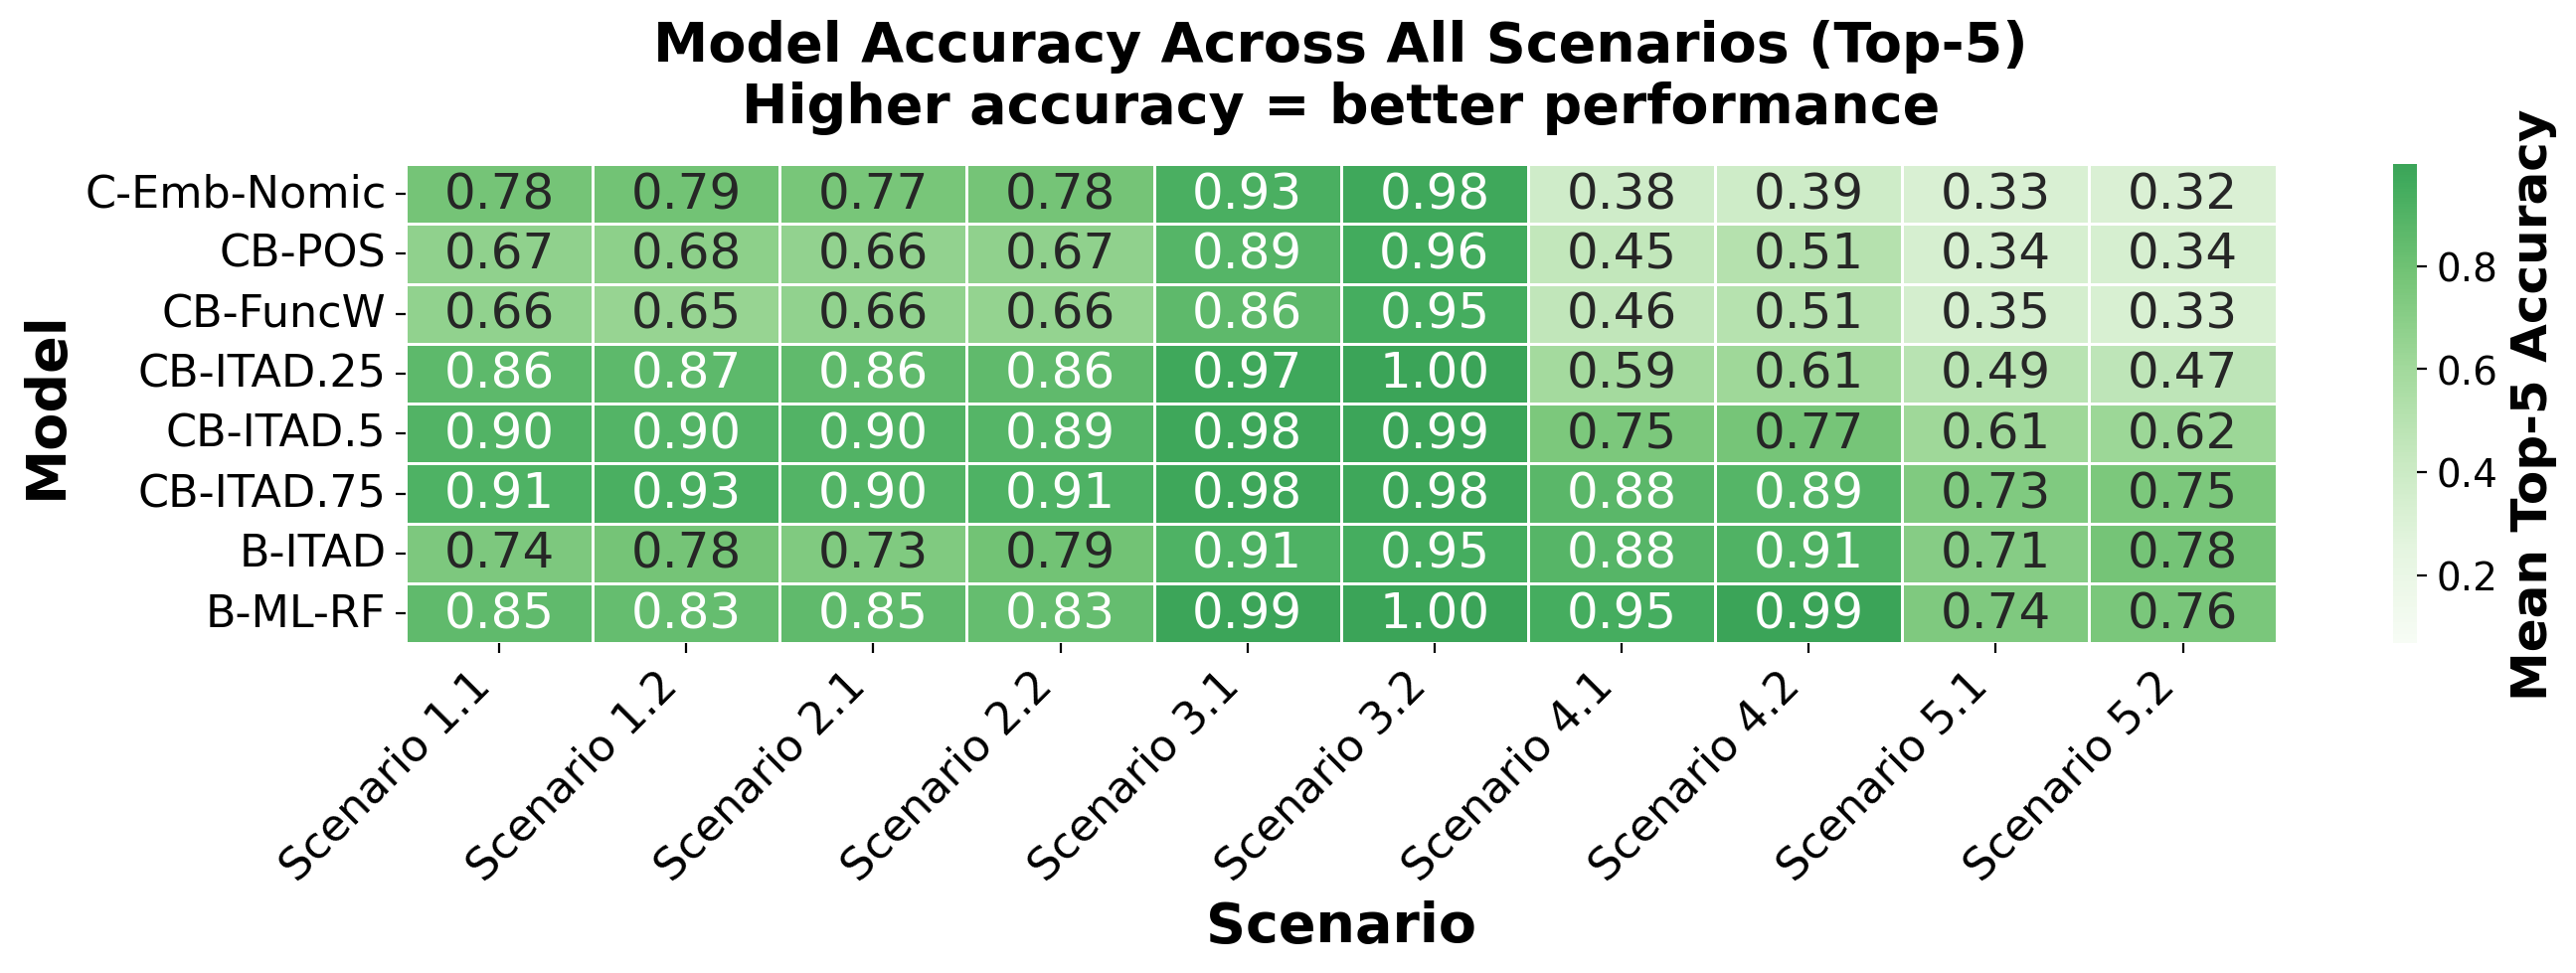 Model Accuracy Across All Scenarios (Top-5)
Higher accuracy = better performance
Model
C-Emb-Nomic 0.78 0.79 0.77 0.78 0.93 0.98 0.38 0.39 0.33 0.32
CB-POS 0.67 0.68 0.66 0.67 0.89 0.96 0.45 0.51 0.34 0.34
CB-FuncW 0.66 0.65 0.66 0.66 0.86 0.95 0.46 0.51 0.35 0.33
CB-ITAD.25 0.86 0.87 0.86 0.86 0.97 1.00 0.59 0.61 0.49 0.47
CB-ITAD.5 0.90 0.90 0.90 0.89 0.98 0.99 0.75 0.77 0.61 0.62
CB-ITAD.75 0.91 0.93 0.90 0.91 0.98 0.98 0.88 0.89 0.73 0.75
B-ITAD 0.74 0.78 0.73 0.79 0.91 0.95 0.88 0.91 0.71 0.78
B-ML-RF 0.85 0.83 0.85 0.83 0.99 1.00 0.95 0.99 0.74 0.76
Scenario 1.1
Scenario 1.2
Scenario 2.1
Scenario 2.2
Scenario 3.1
Scenario 3.2
Scenario 4.1
Scenario 4.2
Scenario 5.1
Scenario 5.2
Scenario
0.8
0.6
0.4
0.2
Mean Top-5 Accuracy